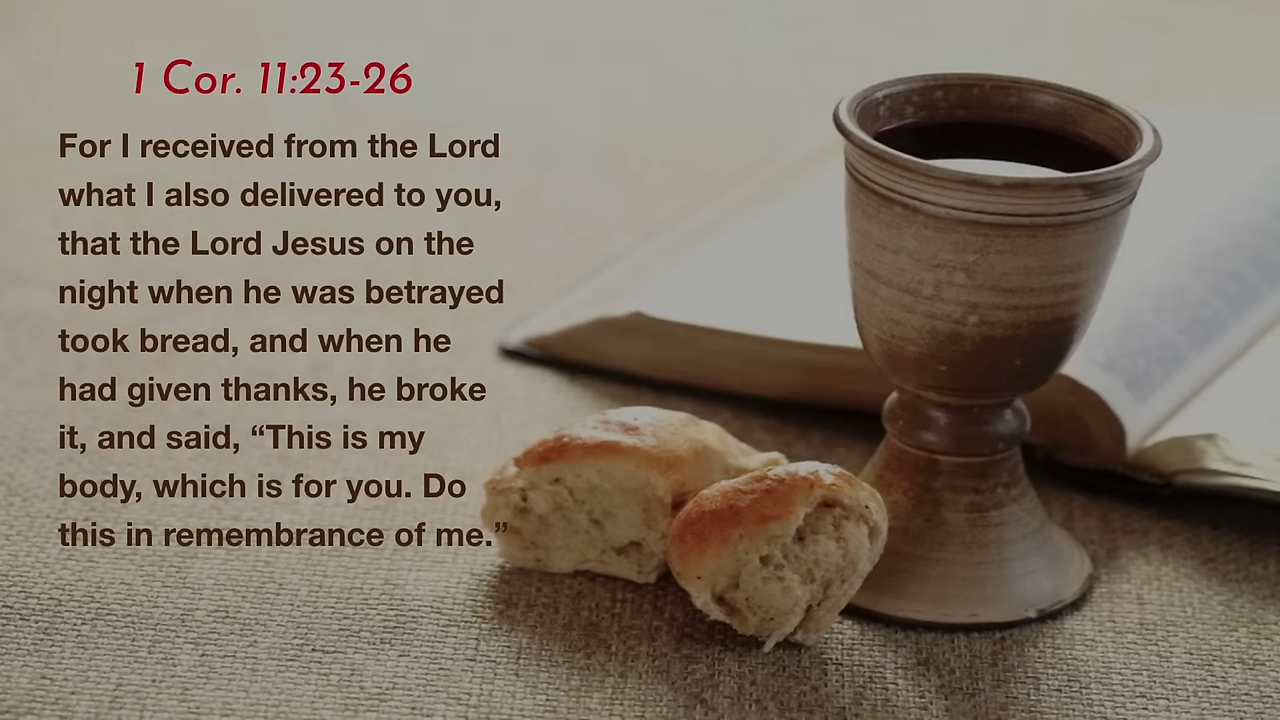 1 Cor. 11:23-26
For I received from the Lord
what I also delivered to you,
that the Lord Jesus on the
night when he was betrayed
took bread, and when he
had given thanks, he broke
it, and said, “This is my
body, which is for you. Do
this in remembrance of me.”